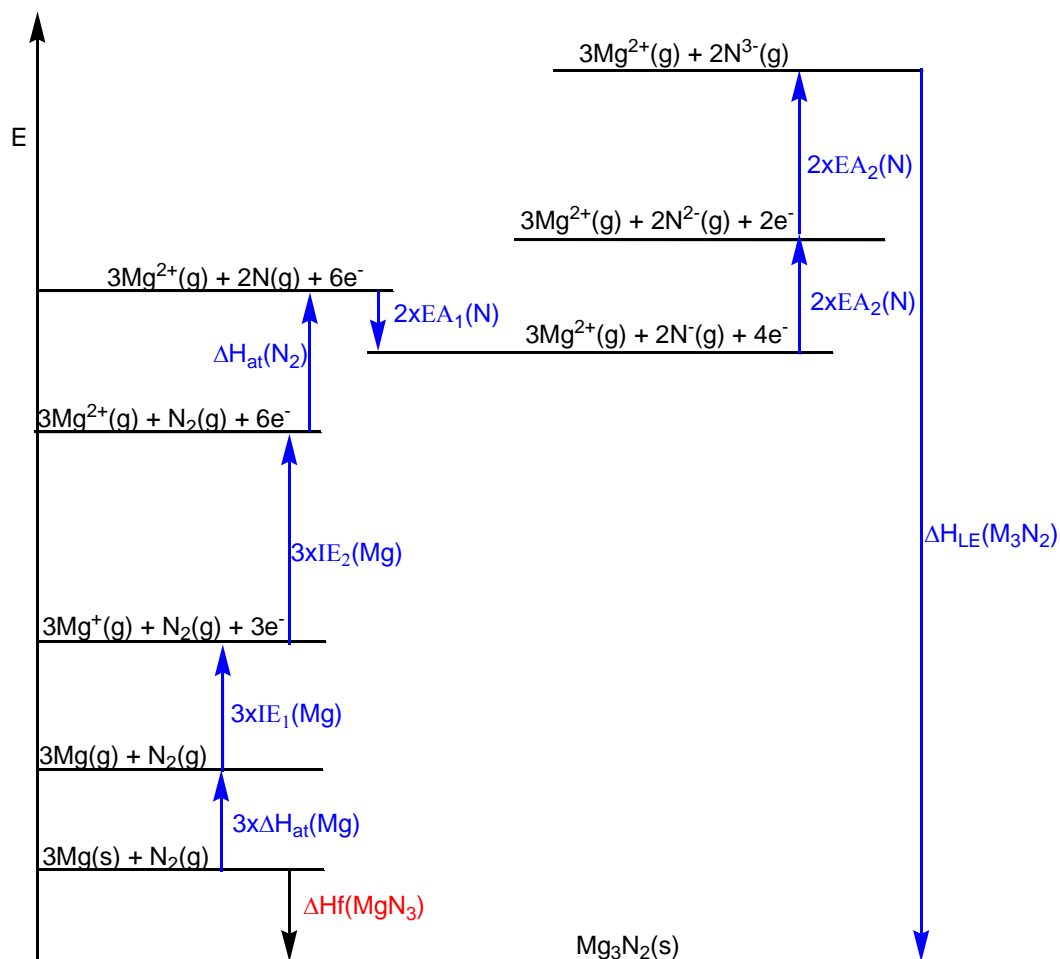 3Mg²⁺(g) + 2N³⁻(g)
E
2xEA₂(N)
3Mg²⁺(g) + 2N²⁻(g) + 2e⁻
3Mg²⁺(g) + 2N(g) + 6e⁻
2xEA₁(N)
2xEA₂(N)
3Mg²⁺(g) + 2N⁻(g) + 4e⁻
ΔHₐₜ(N₂)
3Mg²⁺(g) + N₂(g) + 6e⁻
3xIE₂(Mg)
ΔH_LE(M₃N₂)
3Mg⁺(g) + N₂(g) + 3e⁻
3xIE₁(Mg)
3Mg(g) + N₂(g)
3xΔHₐₜ(Mg)
3Mg(s) + N₂(g)
ΔHf(MgN₃)
Mg₃N₂(s)